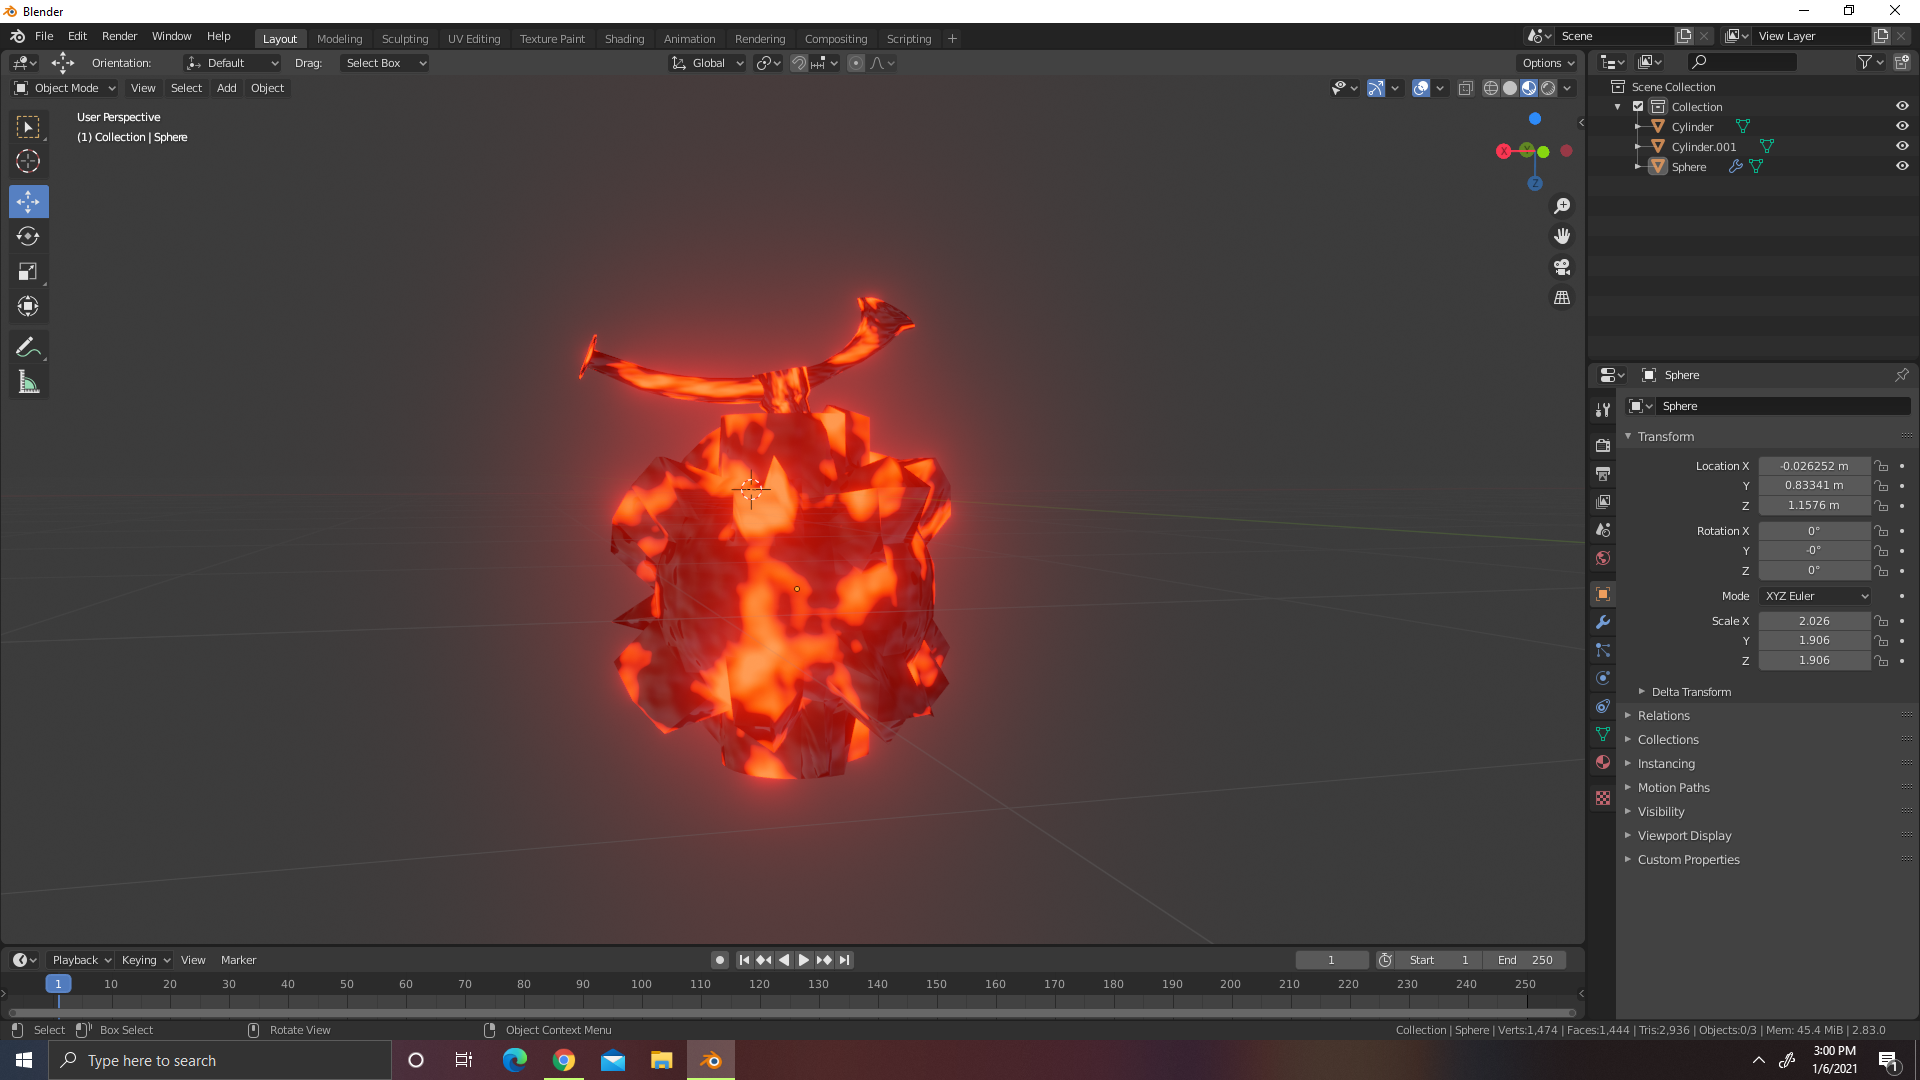 Blender
File Edit Render Window Help
Layout Modeling Sculpting UV Editing Texture Paint Shading Animation Rendering Compositing Scripting +
Scene
View Layer
Orientation: Default Drag: Select Box
Global
Options
Object Mode View Select Add Object
User Perspective
(1) Collection | Sphere
X
Y
Z
Scene Collection
Collection
Cylinder
Cylinder.001
Sphere
Sphere
Sphere
Transform
Location X -0.026252 m
Y 0.83341 m
Z 1.1576 m
Rotation X 0°
Y -0°
Z 0°
Mode XYZ Euler
Scale X 2.026
Y 1.906
Z 1.906
Delta Transform
Relations
Collections
Instancing
Motion Paths
Visibility
Viewport Display
Custom Properties
Playback Keying View Marker
1 Start 1 End 250
1 10 20 30 40 50 60 70 80 90 100 110 120 130 140 150 160 170 180 190 200 210 220 230 240 250
Select Box Select Rotate View Object Context Menu
Collection | Sphere | Verts:1,474 | Faces:1,444 | Tris:2,936 | Objects:0/3 | Mem: 45.4 MiB | 2.83.0
Type here to search
3:00 PM
1/6/2021
1